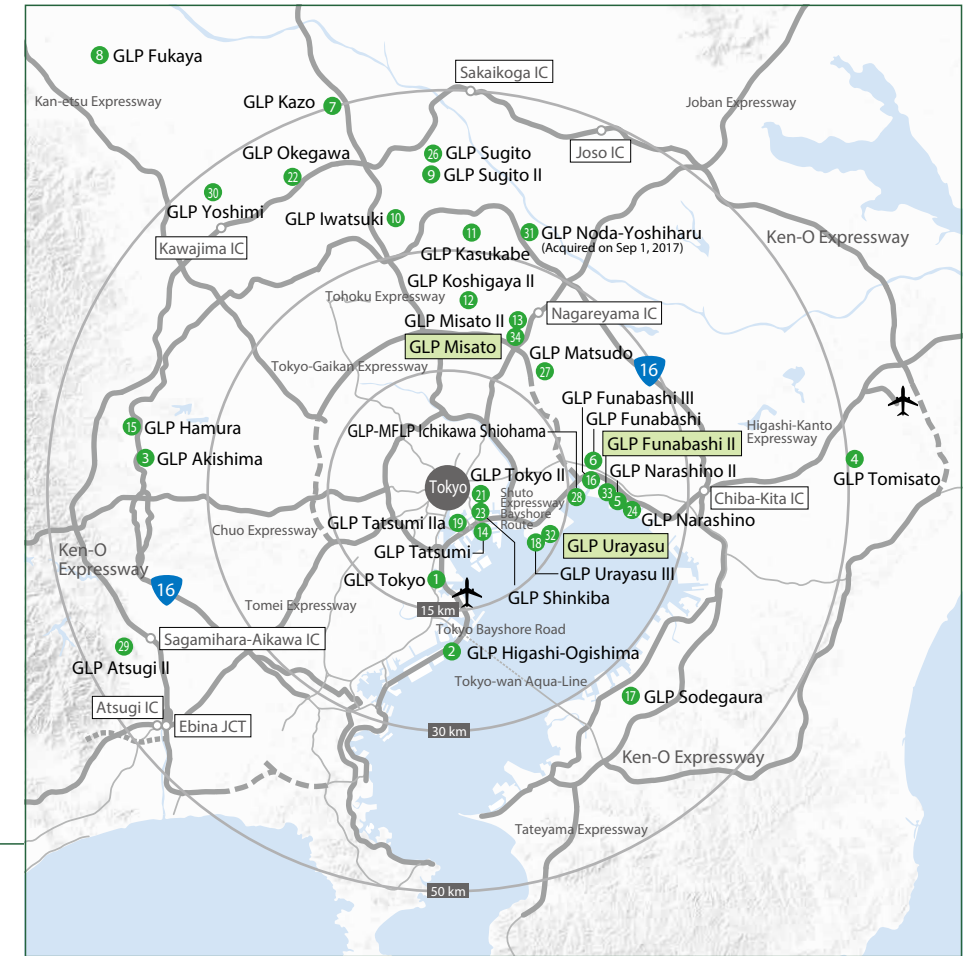 8 GLP Fukaya
Sakaikoga IC
Kan-etsu Expressway
GLP Kazo 7
Joban Expressway
Joso IC
GLP Okegawa
22
26 GLP Sugito
9 GLP Sugito II
30
GLP Yoshimi
GLP Iwatsuki 10
Kawajima IC
11
GLP Kasukabe
31 GLP Noda-Yoshiharu
(Acquired on Sep 1, 2017)
Ken-O Expressway
GLP Koshigaya II
12
Tohoku Expressway
Nagareyama IC
GLP Misato II 13
34
GLP Misato
GLP Matsudo
27
16
Tokyo-Gaikan Expressway
GLP Funabashi III
GLP Funabashi
GLP-MFLP Ichikawa Shiohama
GLP Funabashi II
Higashi-Kanto
Expressway
15 GLP Hamura
3 GLP Akishima
6
4
GLP Tomisato
GLP Narashino II
16
28
33
5
24
GLP Narashino
Chiba-Kita IC
Tokyo
GLP Tokyo II
21
Shuto
Expressway
Bayshore
Route
23
GLP Tatsumi IIa 19
14
GLP Tatsumi
Chuo Expressway
18
32
GLP Urayasu
GLP Urayasu III
GLP Shinkiba
Ken-O
Expressway
16
GLP Tokyo 1
15 km
Tomei Expressway
Tokyo Bayshore Road
Sagamihara-Aikawa IC
29
GLP Atsugi II
2 GLP Higashi-Ogishima
Tokyo-wan Aqua-Line
17 GLP Sodegaura
Atsugi IC
Ebina JCT
30 km
Ken-O Expressway
Tateyama Expressway
50 km